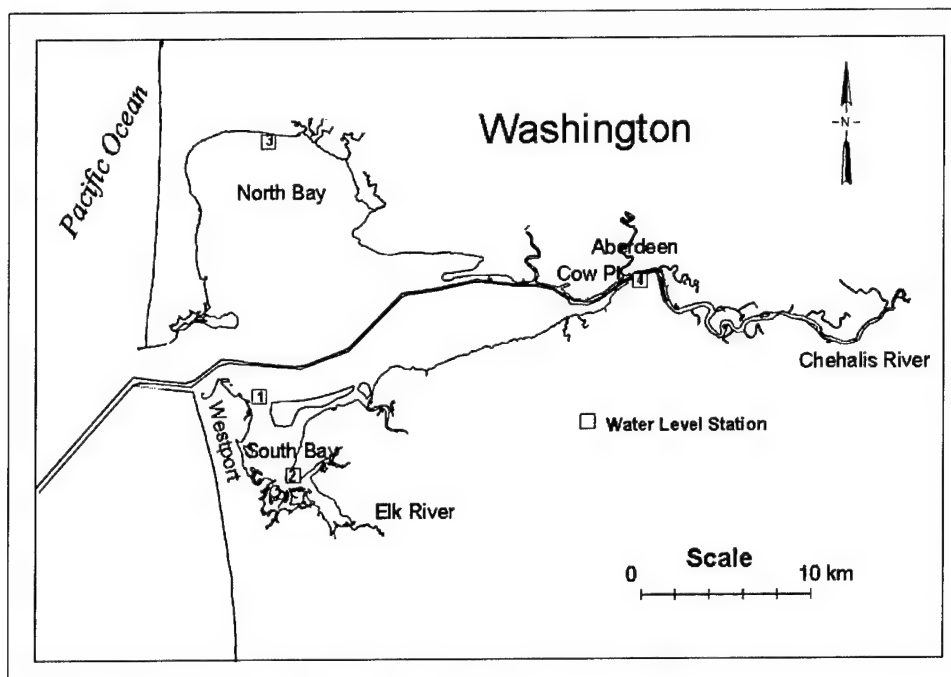 Pacific Ocean
Washington
N
3
North Bay
Aberdeen
Cow Pt.
4
Chehalis River
1
Westport
South Bay
2
Water Level Station
Elk River
Scale
0 10 km